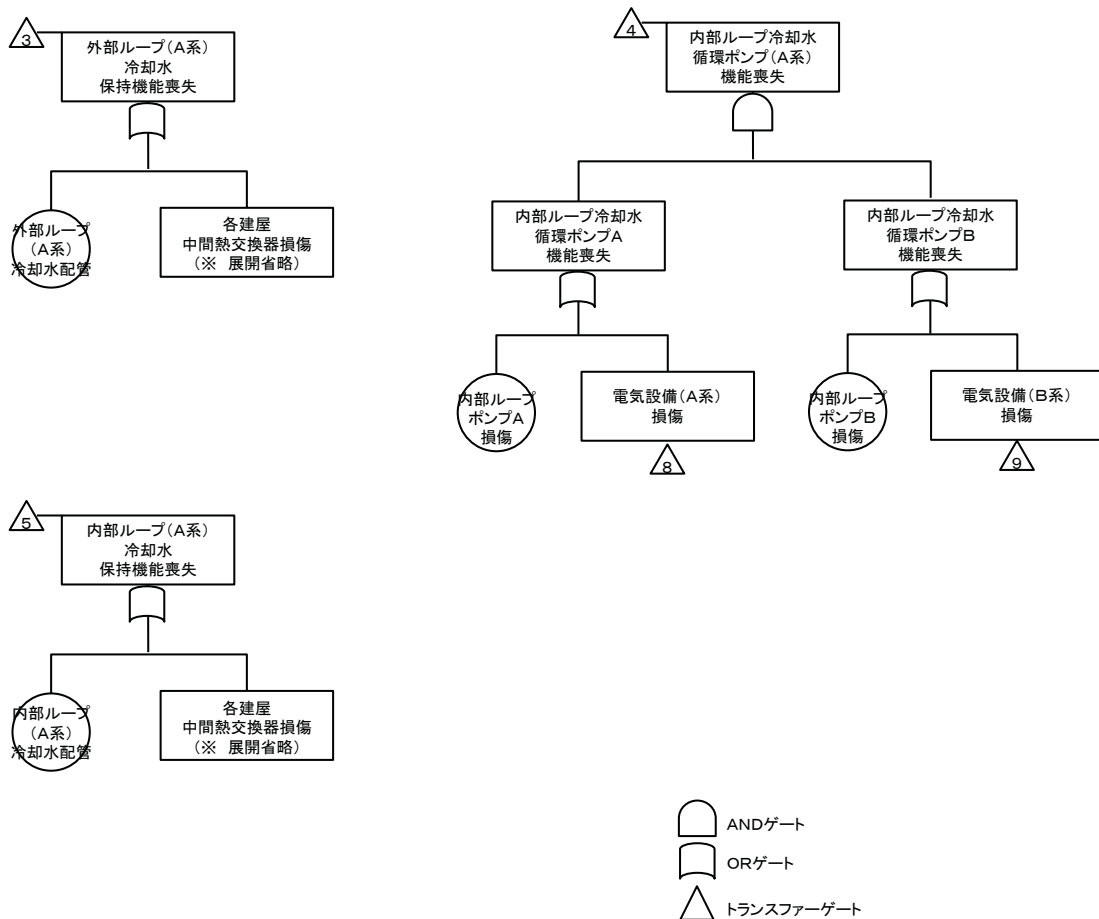 3
外部ループ(A系)
冷却水
保持機能喪失
外部ループ
(A系)
冷却水配管
各建屋
中間熱交換器損傷
(※ 展開省略)
4
内部ループ冷却水
循環ポンプ(A系)
機能喪失
内部ループ冷却水
循環ポンプA
機能喪失
内部ループ冷却水
循環ポンプB
機能喪失
内部ループ
ポンプA
損傷
電気設備(A系)
損傷
8
内部ループ
ポンプB
損傷
電気設備(B系)
損傷
9
5
内部ループ(A系)
冷却水
保持機能喪失
内部ループ
(A系)
冷却水配管
各建屋
中間熱交換器損傷
(※ 展開省略)
ANDゲート
ORゲート
トランスファーゲート